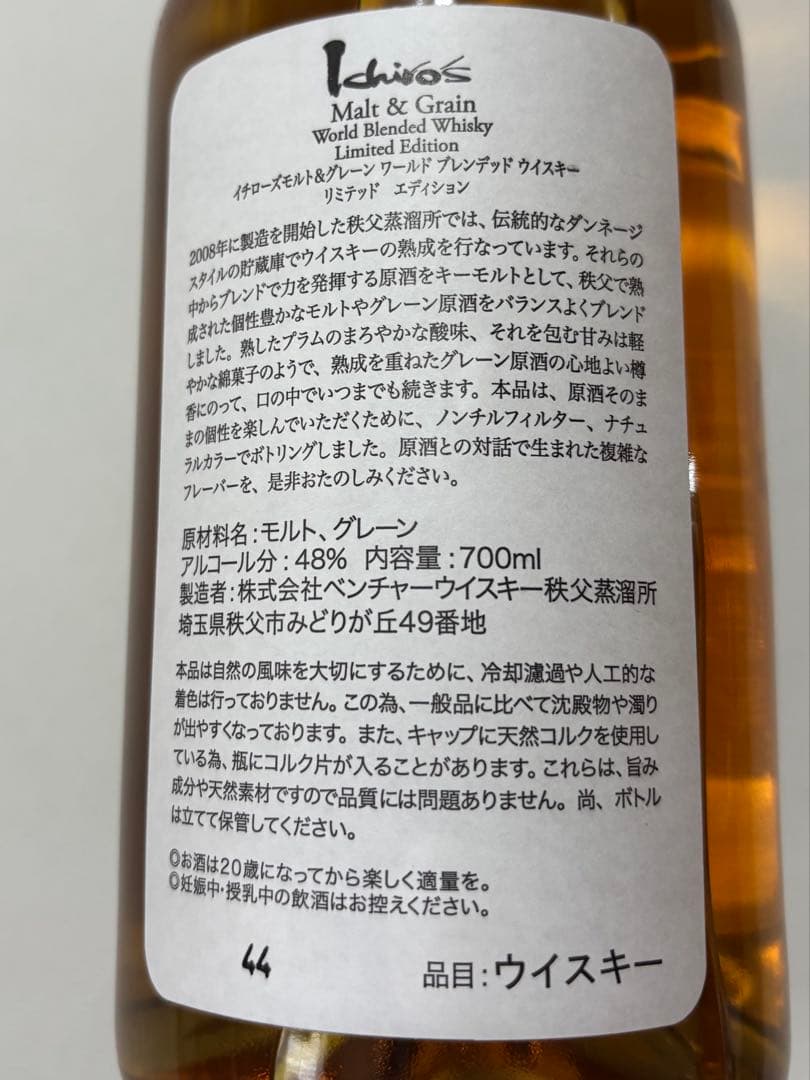 Ichiro's
Malt & Grain
World Blended Whisky
Limited Edition
イチローズモルト&グレーン ワールド ブレンデッド ウイスキー
リミテッド エディション
2008年に製造を開始した秩父蒸溜所では、伝統的なダンネージ
スタイルの貯蔵庫でウイスキーの熟成を行なっています。それらの
中からブレンドで力を発揮する原酒をキーモルトとして、秩父で熟
成された個性豊かなモルトやグレーン原酒をバランスよくブレンド
しました。熟したプラムのまろやかな酸味、それを包む甘みは軽
やかな綿菓子のようで、熟成を重ねたグレーン原酒の心地よい樽
香にのって、口の中でいつまでも続きます。本品は、原酒そのま
まの個性を楽しんでいただくために、ノンチルフィルター、ナチュ
ラルカラーでボトリングしました。原酒との対話で生まれた複雑な
フレーバーを、是非おたのしみください。
原材料名:モルト、グレーン
アルコール分:48% 内容量:700ml
製造者:株式会社ベンチャーウイスキー秩父蒸溜所
埼玉県秩父市みどりが丘49番地
本品は自然の風味を大切にするために、冷却濾過や人工的な
着色は行っておりません。この為、一般品に比べて沈殿物や濁り
が出やすくなっております。また、キャップに天然コルクを使用し
ている為、瓶にコルク片が入ることがあります。これらは、旨み
成分や天然素材ですので品質には問題ありません。尚、ボトル
は立てて保管してください。
◎お酒は20歳になってから楽しく適量を。
◎妊娠中・授乳中の飲酒はお控えください。
44
品目:ウイスキー